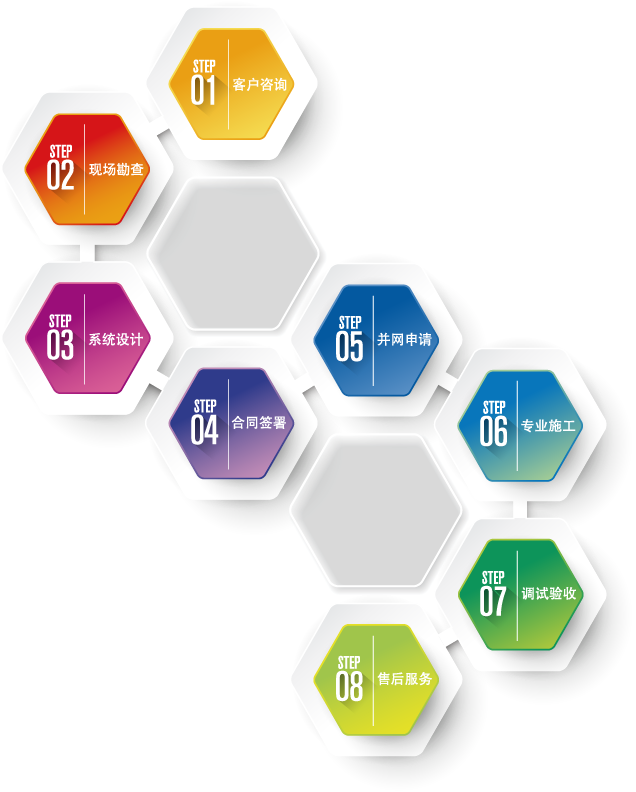 STEP
01
客户咨询
STEP
02
现场勘查
STEP
03
系统设计
STEP
04
合同签署
STEP
05
并网申请
STEP
06
专业施工
STEP
07
调试验收
STEP
08
售后服务